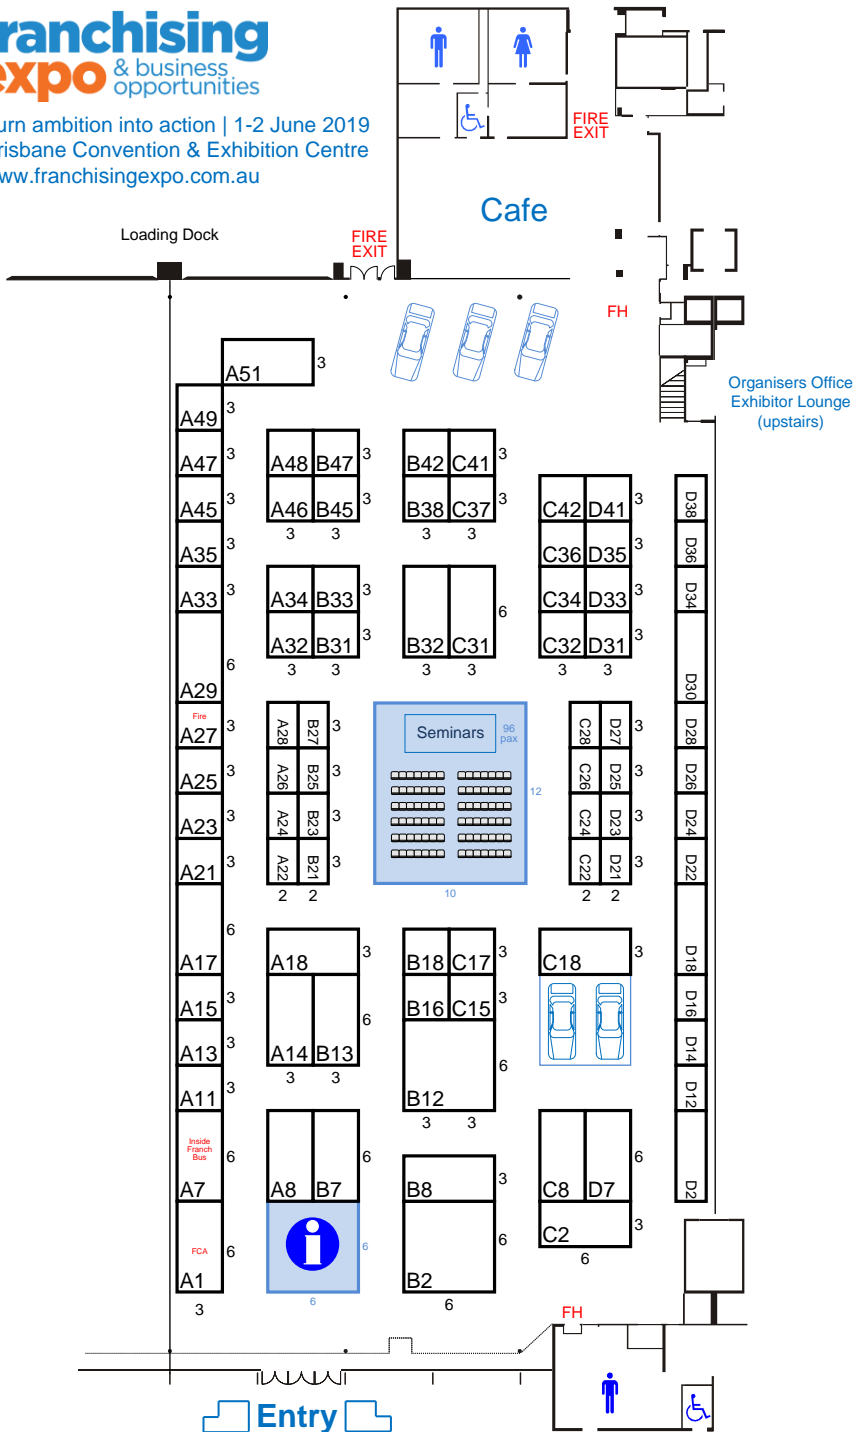 ranchising
expo & business
opportunities
urn ambition into action | 1-2 June 2019
risbane Convention & Exhibition Centre
ww.franchisingexpo.com.au
FIRE
EXIT
Cafe
Loading Dock
FIRE
EXIT
FH
Organisers Office
Exhibitor Lounge
(upstairs)
A51 3
A49 3
A47 3 A48 B47 3 B42 C41 3
A45 3 A46 B45 3 B38 C37 3 C42 D41 3 D38
3 3 3 3
A35 3 C36 D35 3 D36
A33 3 A34 B33 3 C34 D33 3 D34
6
A32 B31 3 B32 C31 C32 D31 3
3 3 3 3 3 3
A29 6 D30
Fire
A27 3 A28 B27 3 Seminars 96
pax
C28 D27 3 D28
A25 3 A26 B25 3 12 C26 D25 3 D26
A23 3 A24 B23 3 C24 D23 3 D24
A21 3 A22 B21 3 C22 D21 3 D22
2 2 10 2 2
A17 6 A18 3 B18 C17 3 C18 3 D18
A15 3 B16 C15 3 D16
A13 3 A14 B13 6 D14
3 3
A11 3 B12 6 D12
3 3
Inside
Franch
Bus
A7 6 A8 B7 6 B8 3 C8 D7 6 D2
FCA
A1 6 6 B2 6 C2 3
3 6 6 6
FH
Entry